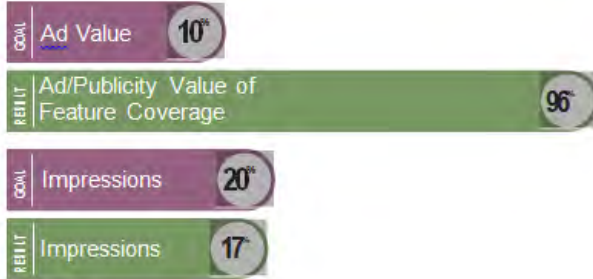 GOAL
Ad Value
10%
RESULT
Ad/Publicity Value of
Feature Coverage
96%
GOAL
Impressions
20%
RESULT
Impressions
17%